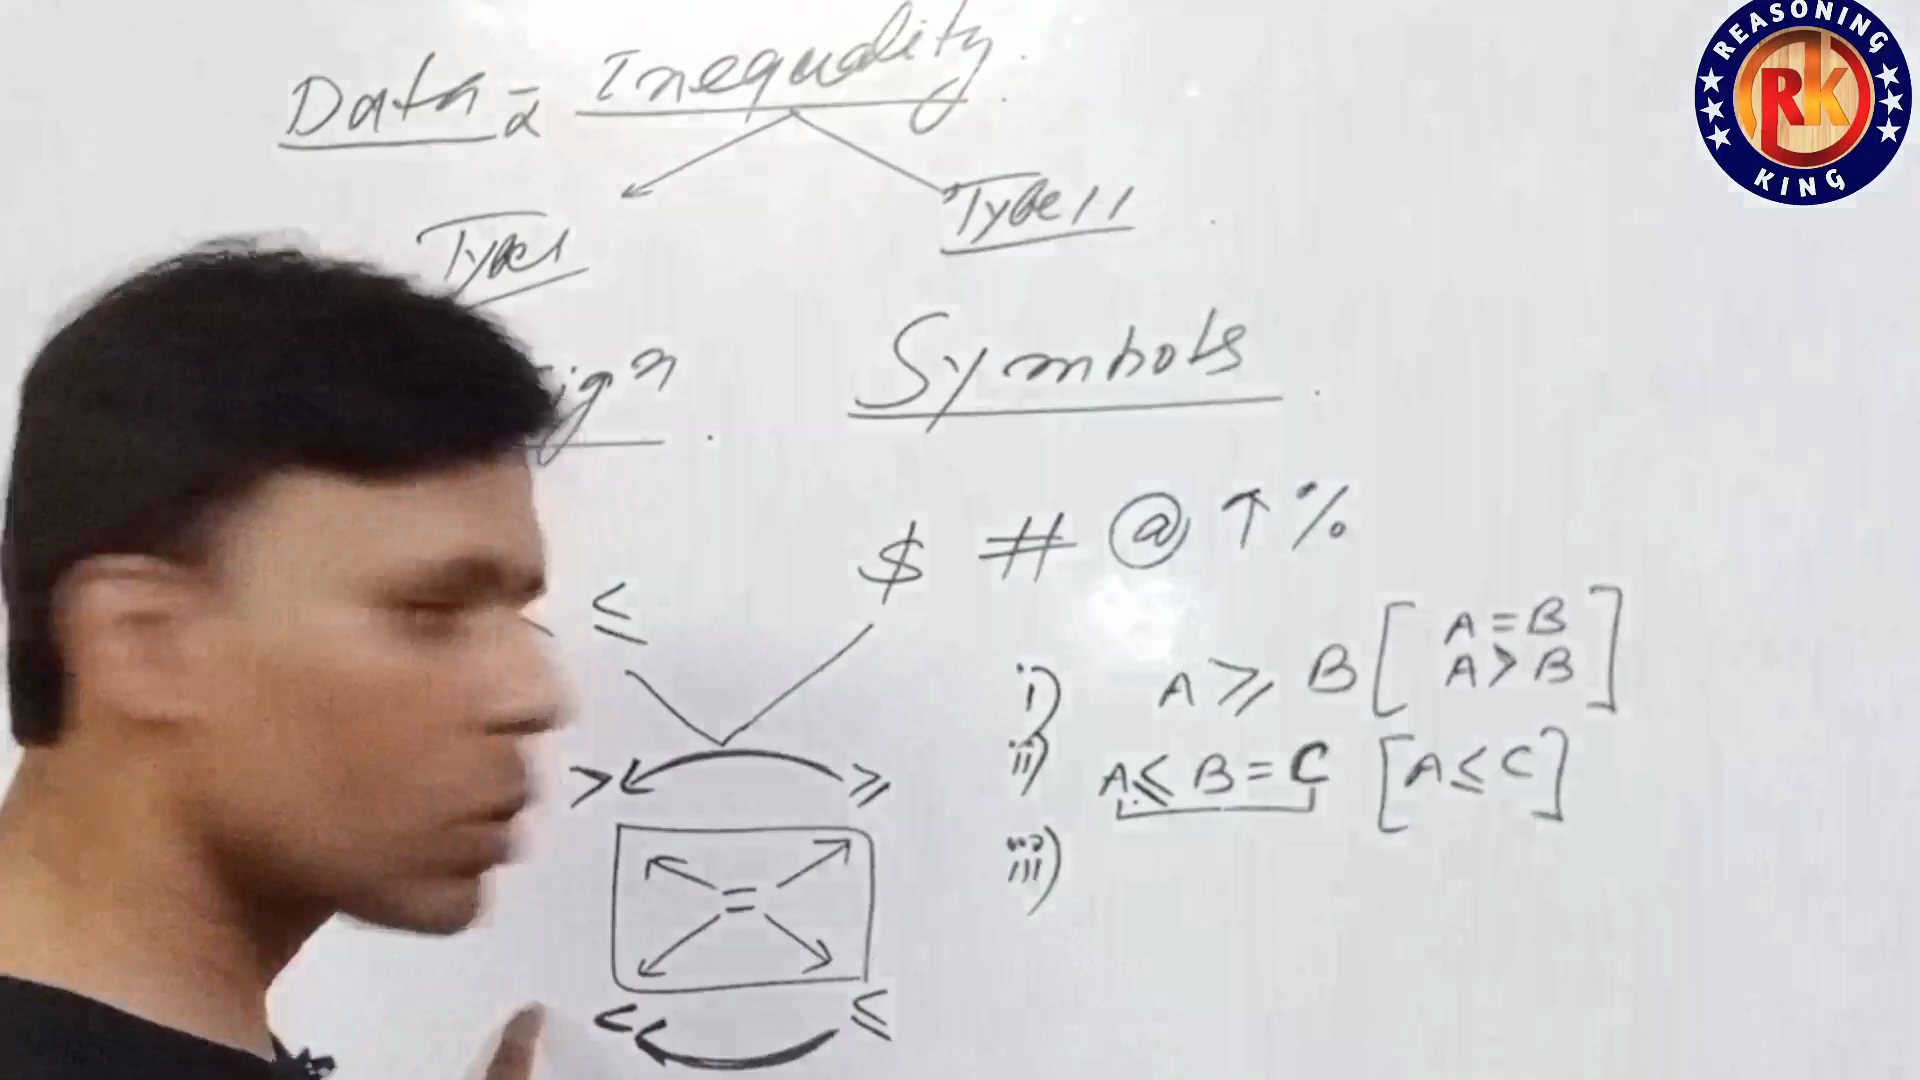 Data - Inequality.
Type I
Type II
Sign
Symbols
$ # @ ↑ %
≤
i) A ≥ B [ A = B
A > B ]
> ≥
ii) A ≤ B = C [A ≤ C]
=
iii)
< ≤
REASONING
RK
KING